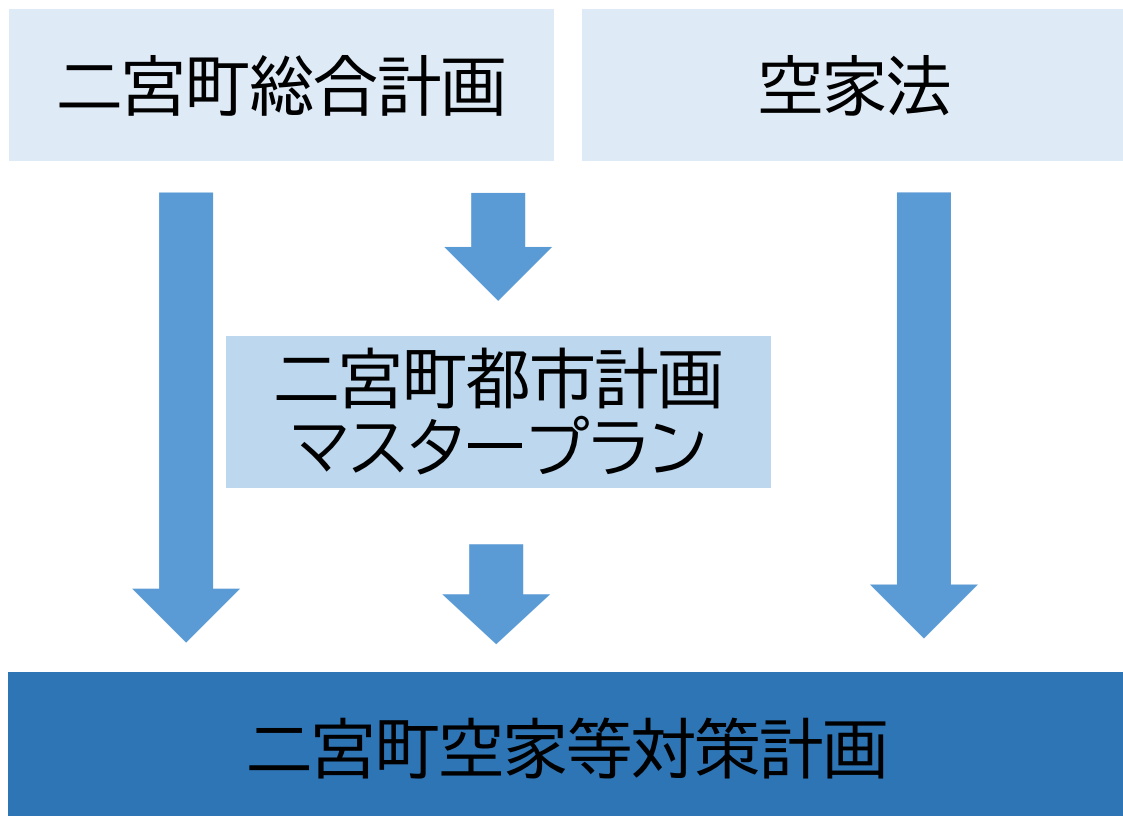 二宮町総合計画
空家法
二宮町都市計画
マスタープラン
二宮町空家等対策計画